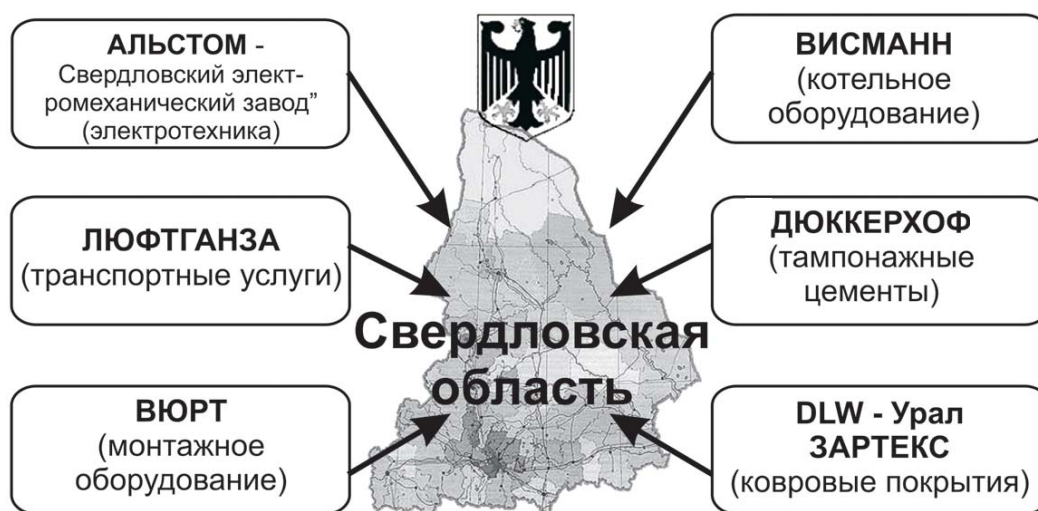 АЛЬСТОМ -
Свердловский элект-
ромеханический завод”
(электротехника)
ВИСМАНН
(котельное
оборудование)
ЛЮФТГАНЗА
(транспортные услуги)
ДЮККЕРХОФ
(тампонажные
цементы)
Свердловская
область
ВЮРТ
(монтажное
оборудование)
DLW - Урал
ЗАРТЕКС
(ковровые покрытия)